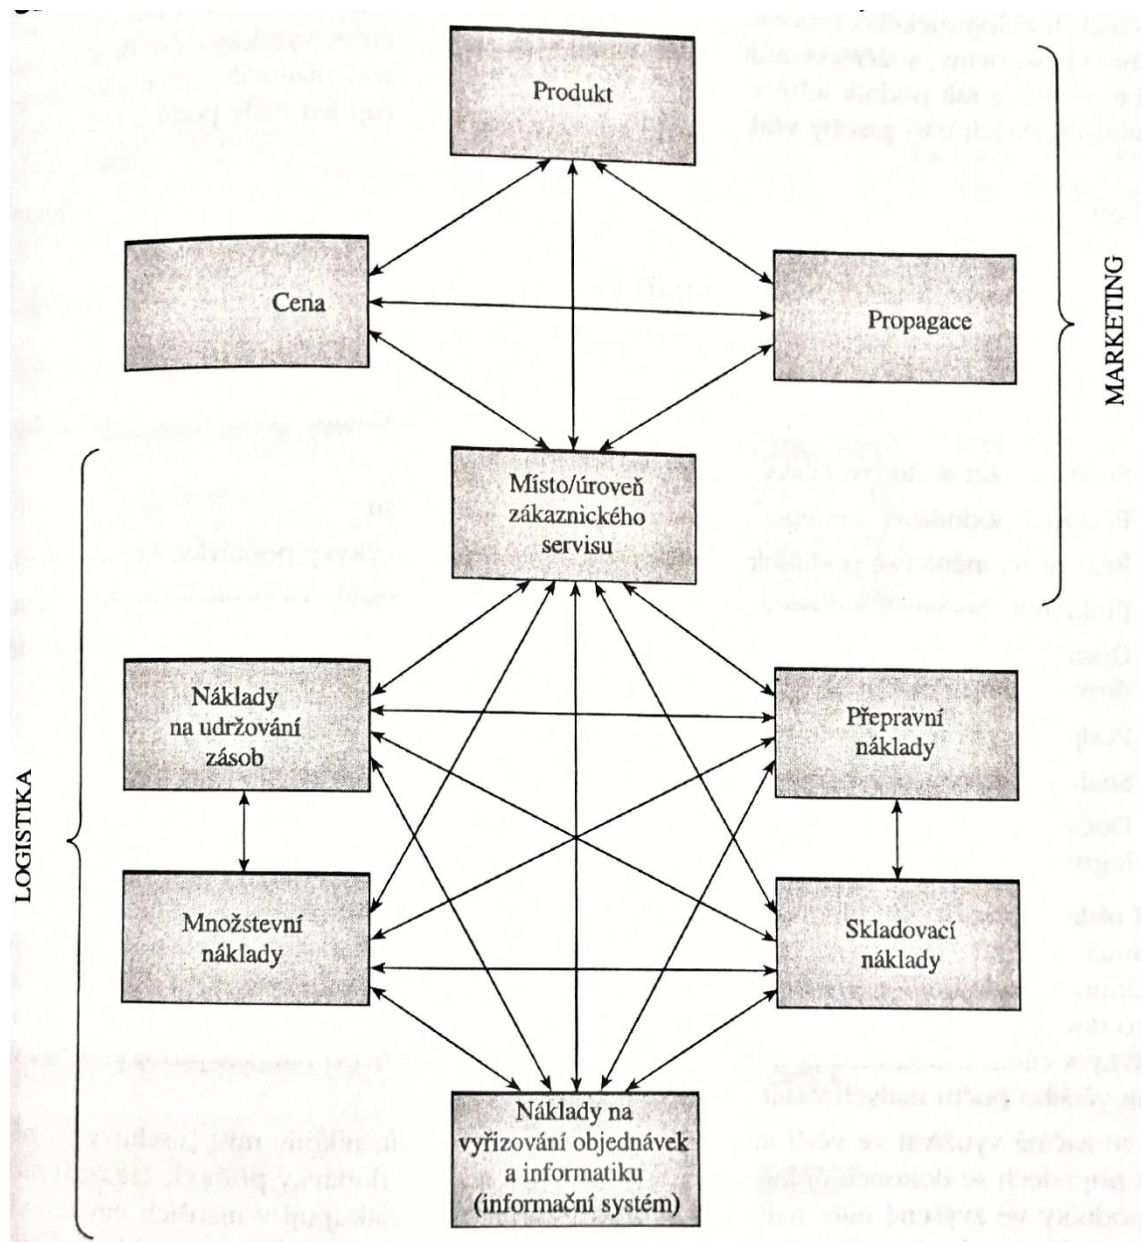 Produkt
Cena
Propagace
MARKETING
Místo/úroveň
zákaznického
servisu
LOGISTIKA
Náklady
na udržování
zásob
Přepravní
náklady
Množstevní
náklady
Skladovací
náklady
Náklady na
vyřizování objednávek
a informatiku
(informační systém)